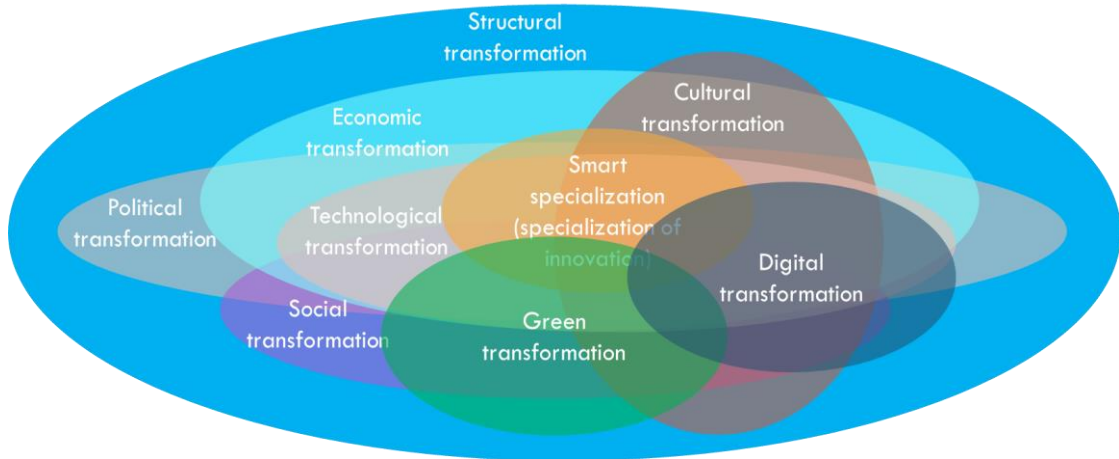 Structural
transformation
Cultural
transformation
Economic
transformation
Smart
specialization
(specialization of
innovation)
Political
transformation
Technological
transformation
Digital
transformation
Social
transformation
Green
transformation